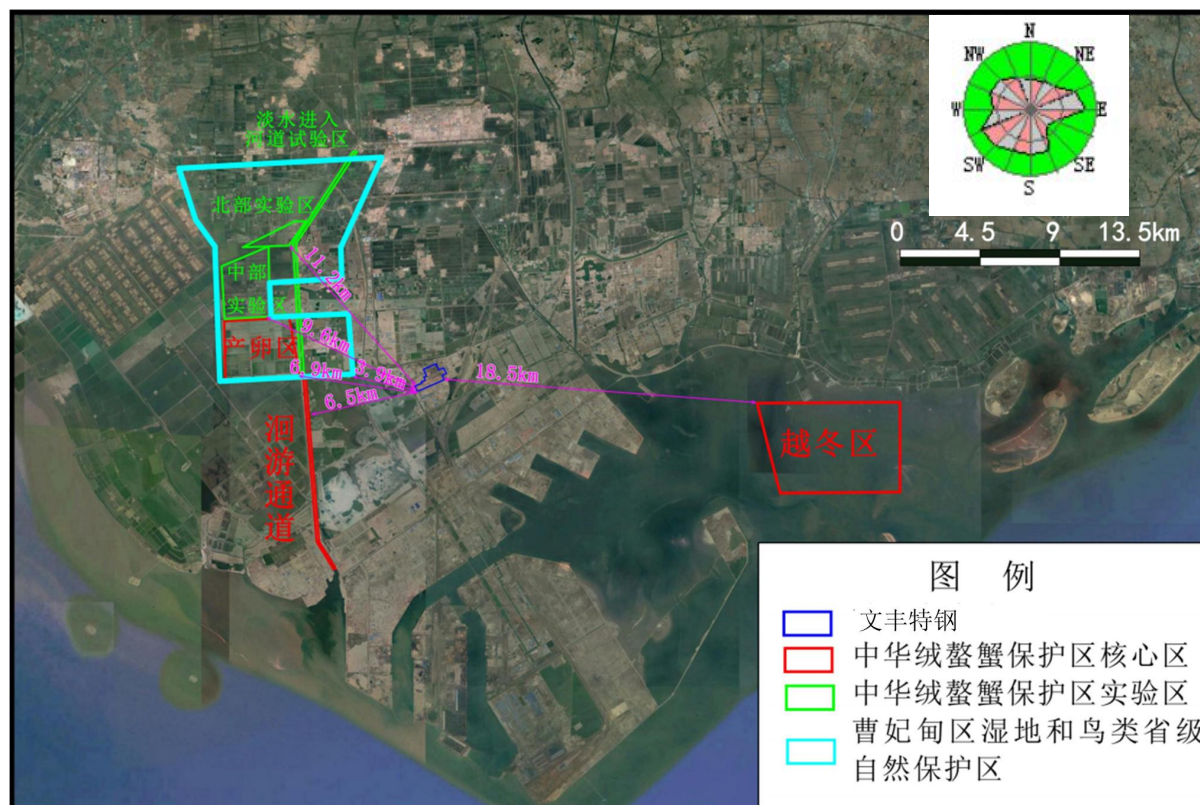 N
NW
NE
W
E
SW
SE
S
0 4.5 9 13.5km
淡水进入
河道试验区
北部实验区
11.2km
中部
实验区
9.6km
产卵区
6.9km
3.9km
18.5km
6.5km
洄游通道
越冬区
图 例
文丰特钢
中华绒螯蟹保护区核心区
中华绒螯蟹保护区实验区
曹妃甸区湿地和鸟类省级
自然保护区